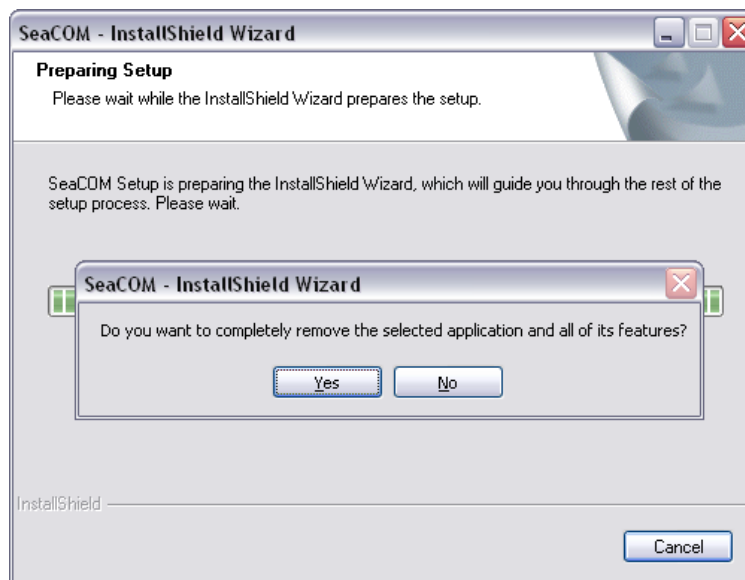 SeaCOM - InstallShield Wizard
Preparing Setup
Please wait while the InstallShield Wizard prepares the setup.
SeaCOM Setup is preparing the InstallShield Wizard, which will guide you through the rest of the
setup process. Please wait.
SeaCOM - InstallShield Wizard
Do you want to completely remove the selected application and all of its features?
Yes No
InstallShield
Cancel